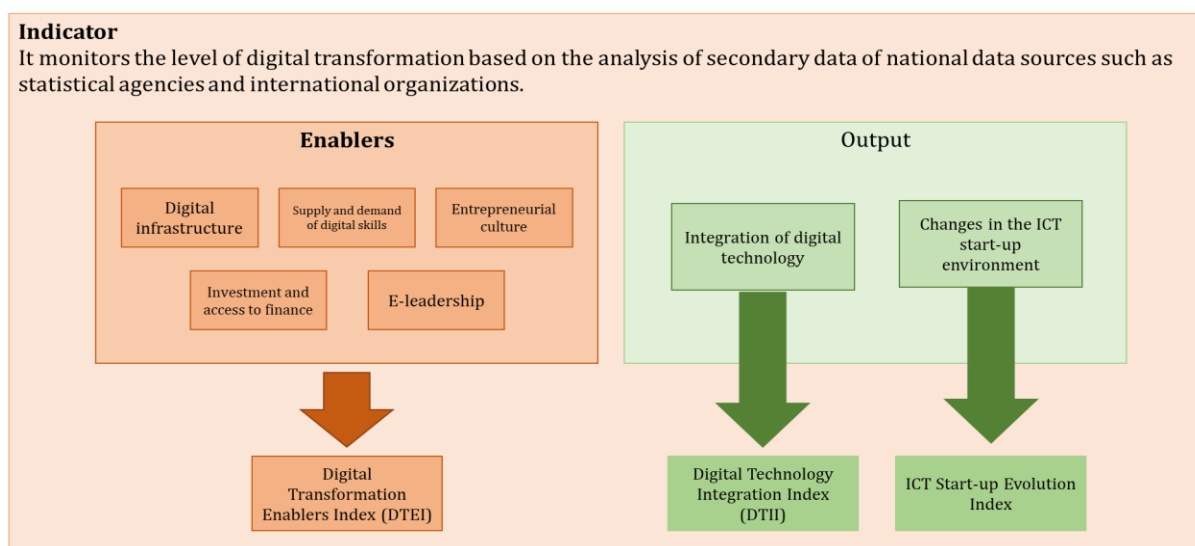 Indicator
It monitors the level of digital transformation based on the analysis of secondary data of national data sources such as
statistical agencies and international organizations.
Enablers
Digital
infrastructure
Supply and demand
of digital skills
Entrepreneurial
culture
Investment and
access to finance
E-leadership
Digital
Transformation
Enablers Index (DTEI)
Output
Integration of digital
technology
Changes in the ICT
start-up
environment
Digital Technology
Integration Index
(DTII)
ICT Start-up Evolution
Index